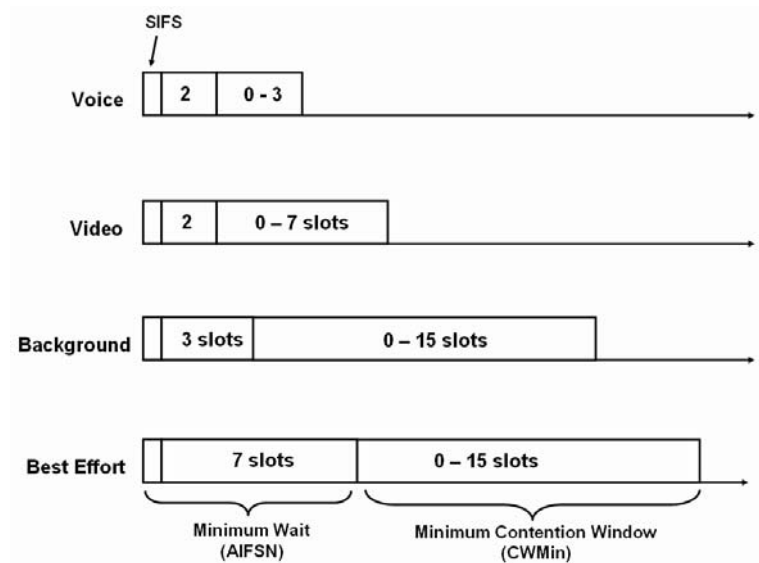 SIFS
Voice
2
0 - 3
Video
2
0 – 7 slots
Background
3 slots
0 – 15 slots
Best Effort
7 slots
0 – 15 slots
Minimum Wait
(AIFSN)
Minimum Contention Window
(CWMin)